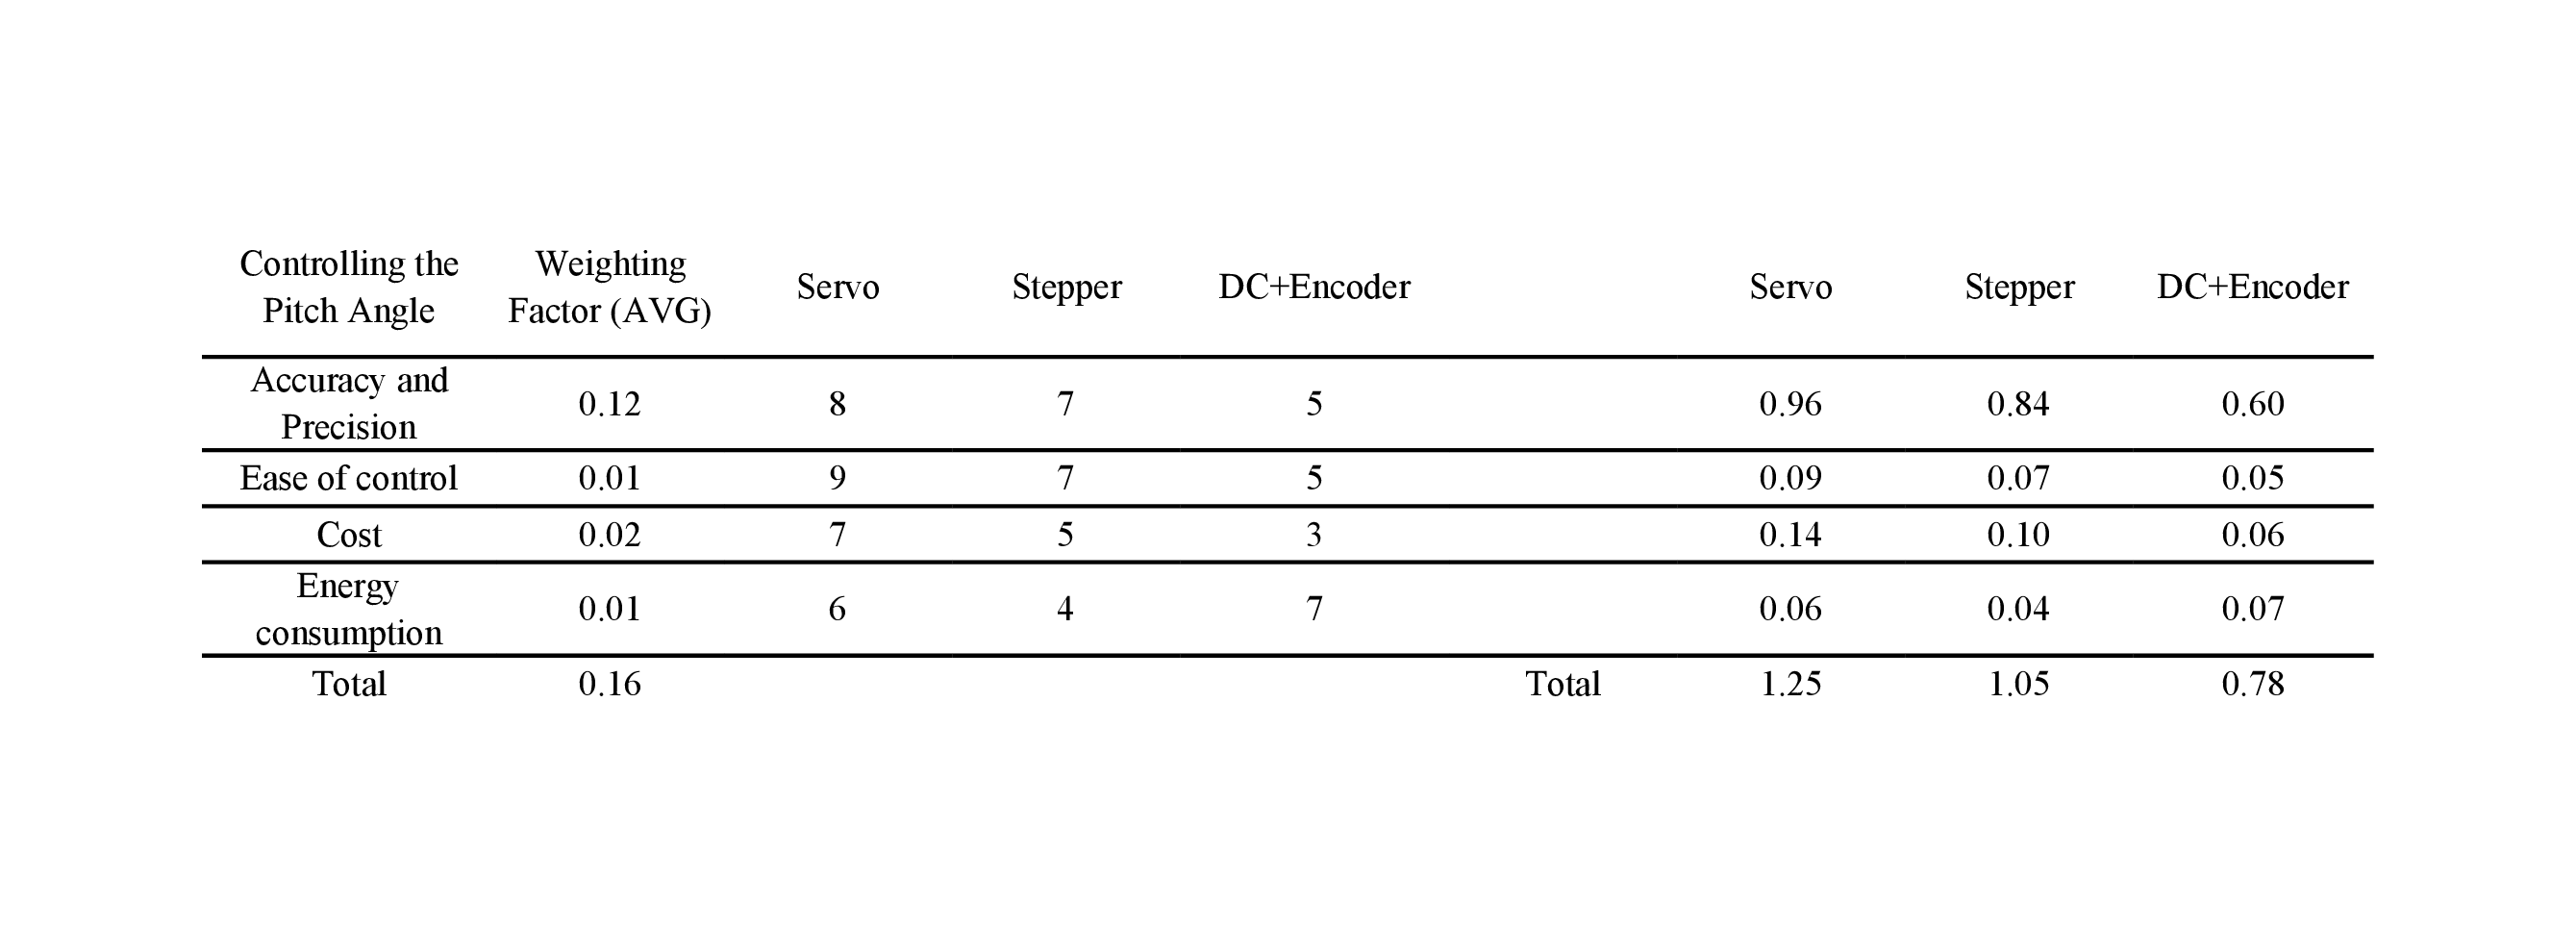 Controlling the Pitch Angle Weighting Factor (AVG) Servo Stepper DC+Encoder Servo Stepper DC+Encoder
Accuracy and Precision 0.12 8 7 5 0.96 0.84 0.60
Ease of control 0.01 9 7 5 0.09 0.07 0.05
Cost 0.02 7 5 3 0.14 0.10 0.06
Energy consumption 0.01 6 4 7 0.06 0.04 0.07
Total 0.16 Total 1.25 1.05 0.78